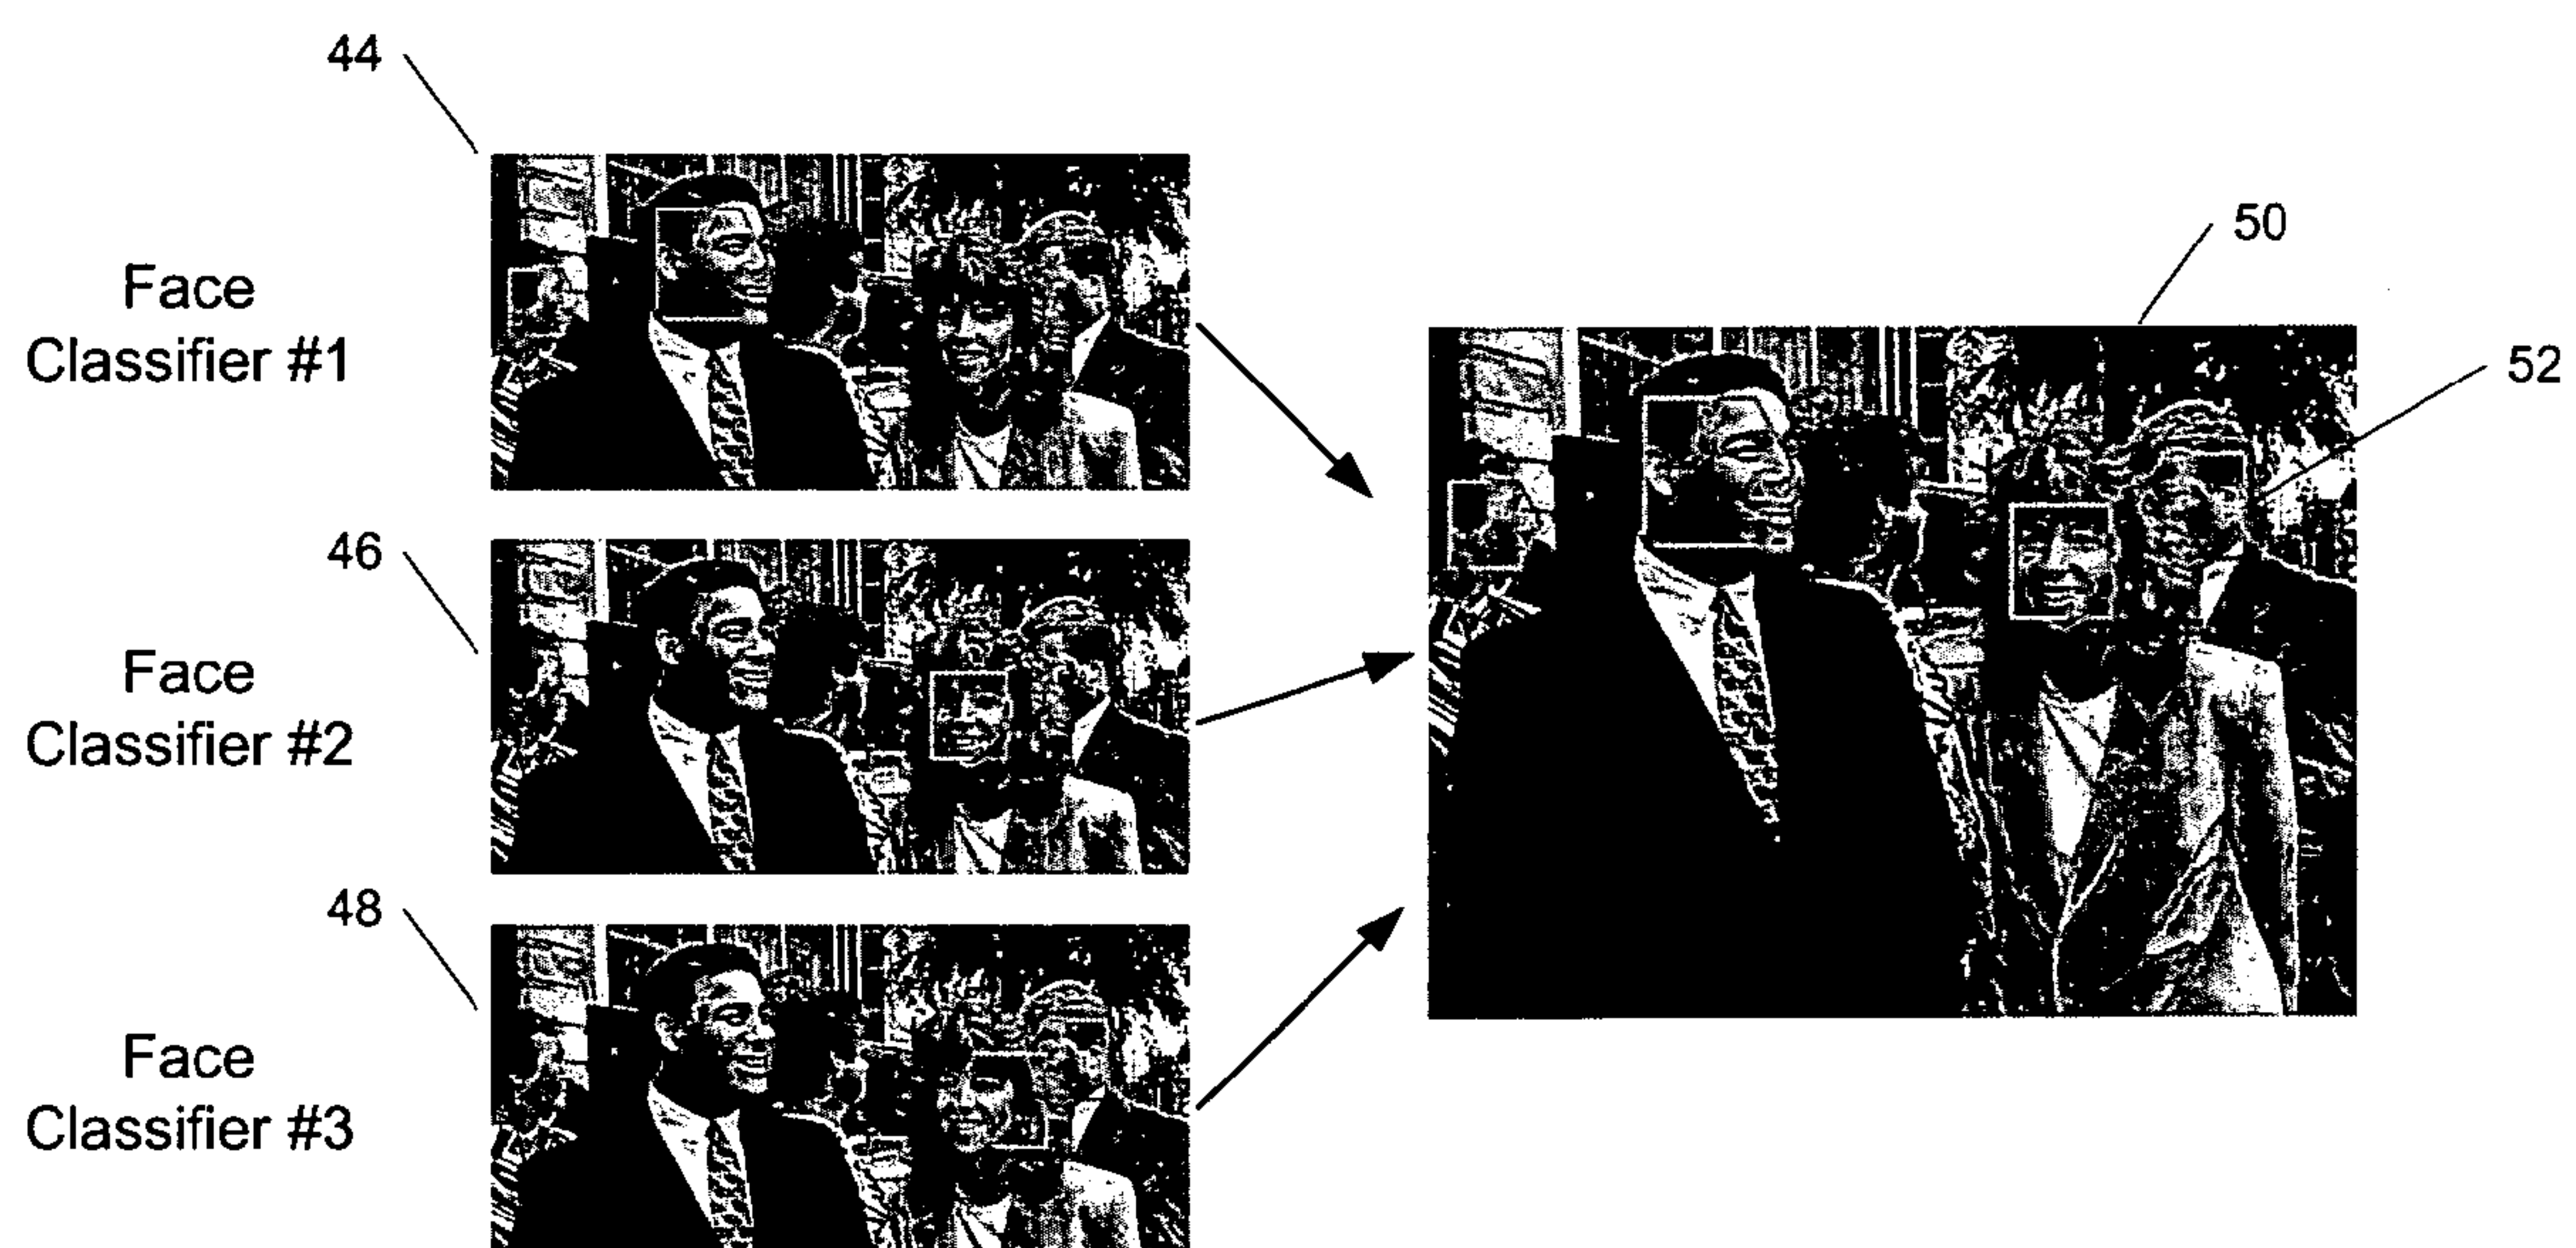 44
Face
Classifier #1
50
52
46
Face
Classifier #2
48
Face
Classifier #3